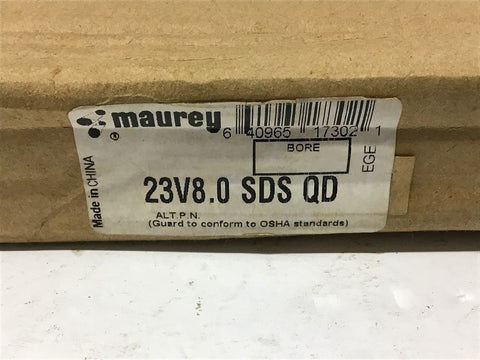 maurey
®
6 40965 17302 1
BORE
23V8.0 SDS QD
EGE
Made in CHINA
ALT.P.N.
(Guard to conform to OSHA standards)